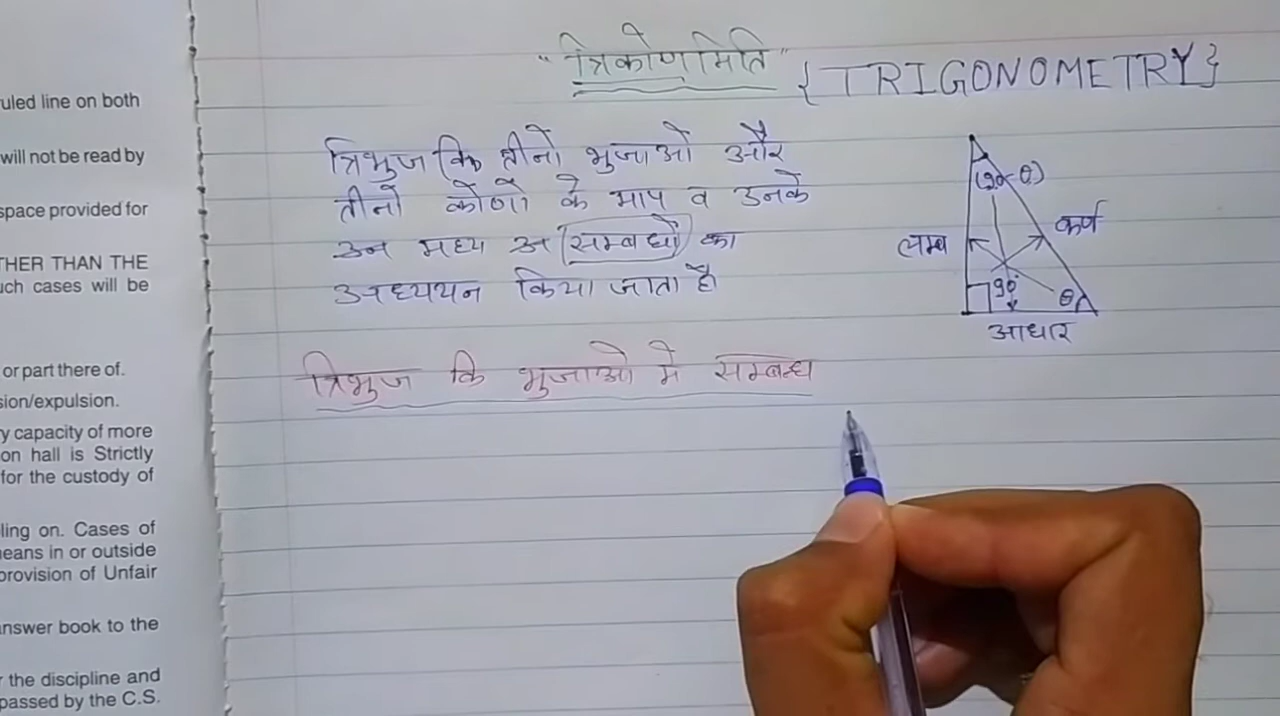 uled line on both
will not be read by
space provided for
THER THAN THE
uch cases will be
or part there of.
sion/expulsion.
y capacity of more
on hall is Strictly
for the custody of
ling on. Cases of
neans in or outside
provision of Unfair
answer book to the
r the discipline and
passed by the C.S.
"त्रिकोणमिति" {TRIGONOMETRY}
त्रिभुज कि तीनो भुजाओ और
तीनो कोणो के माप व उनके
उन मध्य अ सम्बधों का
अध्ययन किया जाता है
(90-θ)
लम्ब
कर्ण
90°
θ
आधार
त्रिभुज कि भुजाओ मे सम्बन्ध